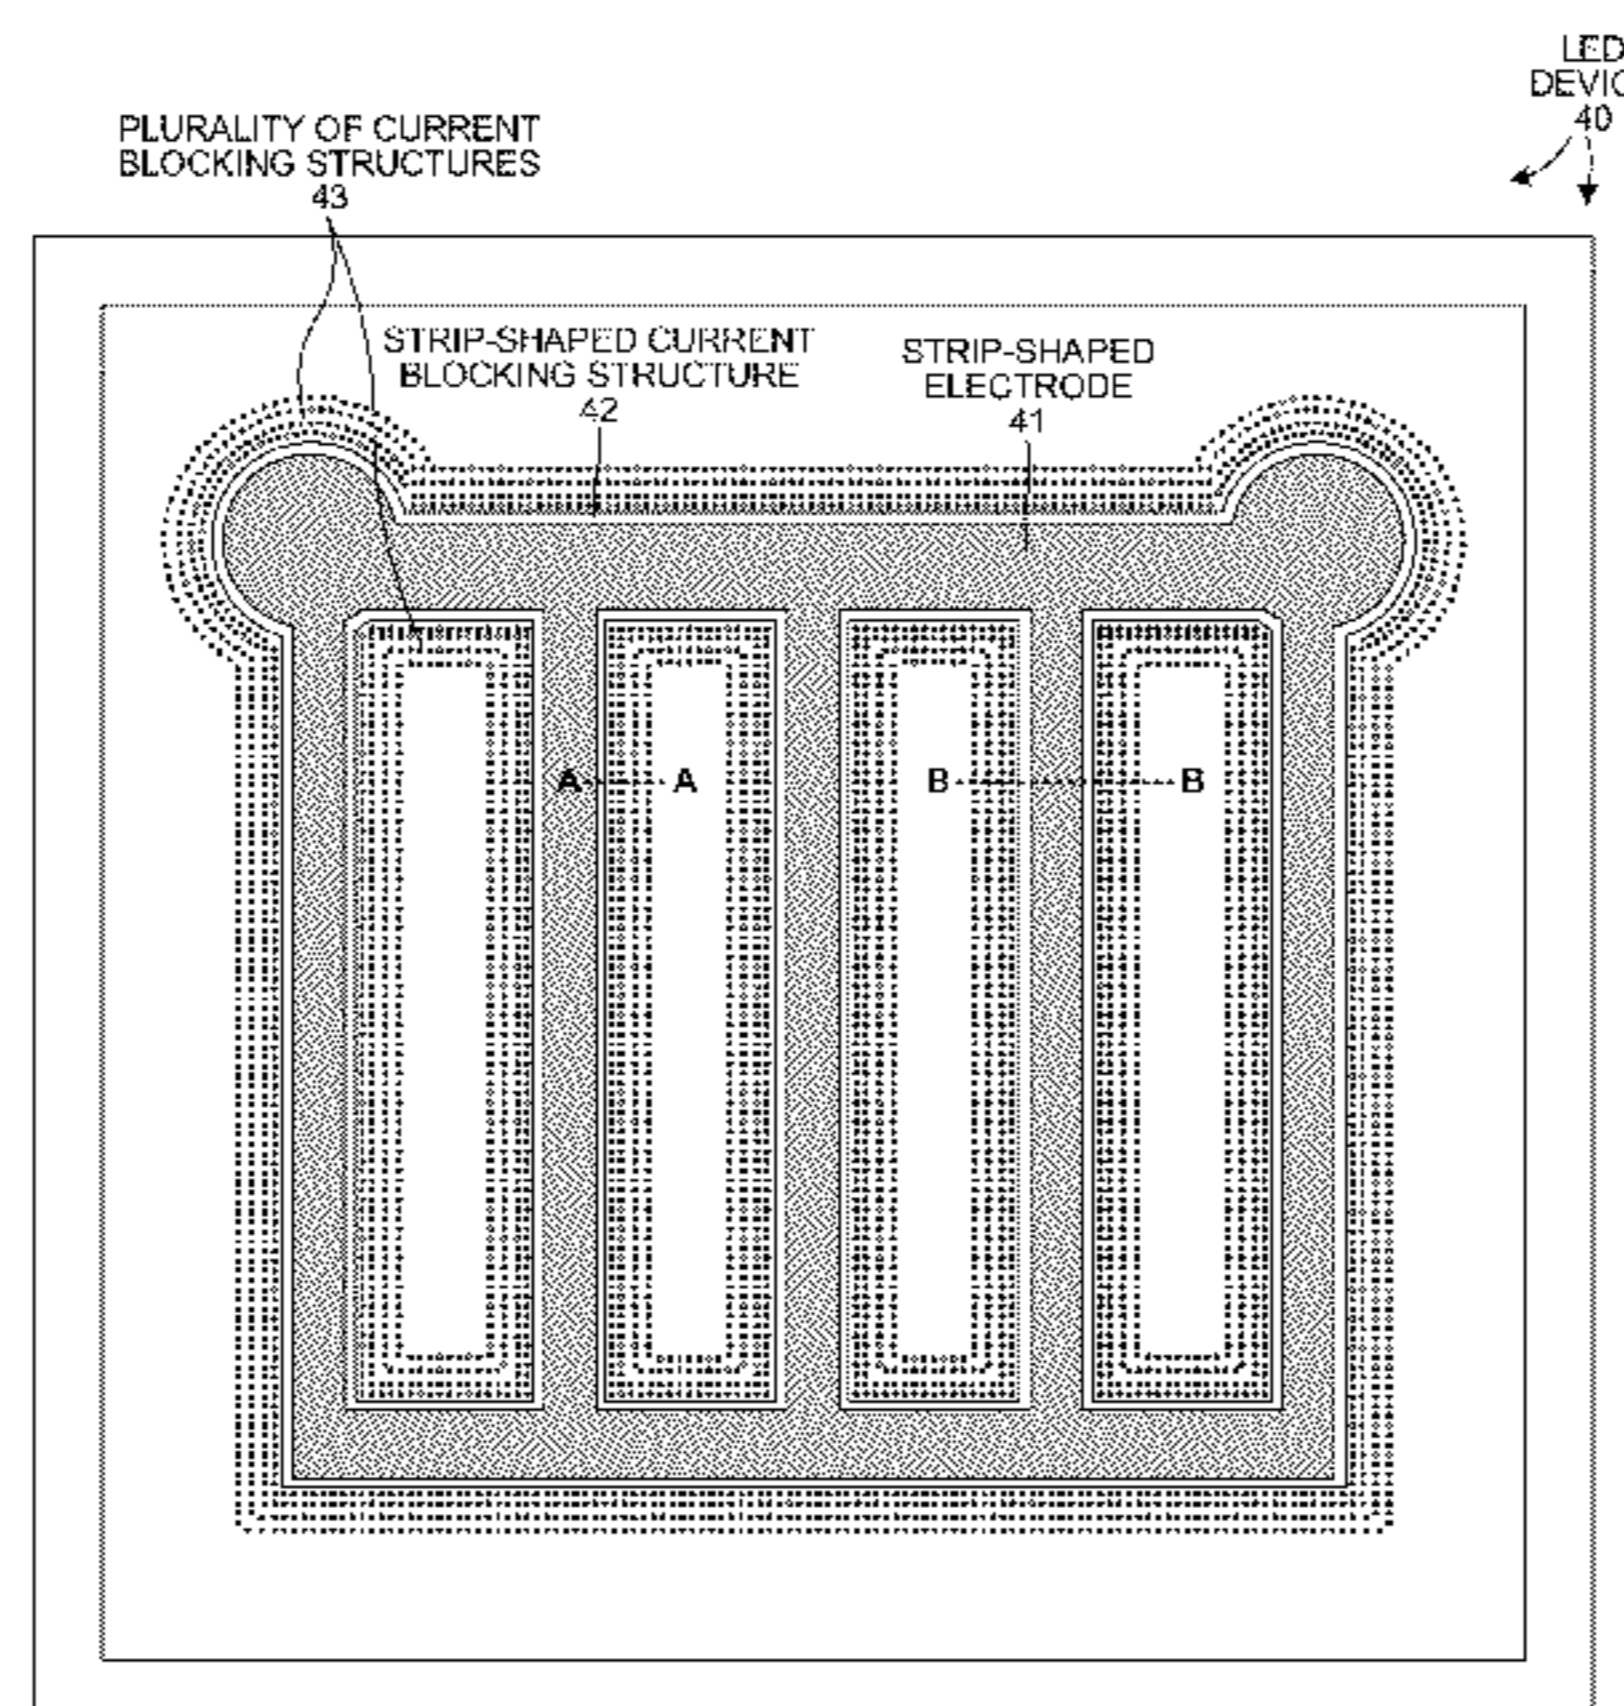 LED
DEVIC
40
PLURALITY OF CURRENT
BLOCKING STRUCTURES
43
STRIP-SHAPED CURRENT
BLOCKING STRUCTURE
42
STRIP-SHAPED
ELECTRODE
41
A A
B B